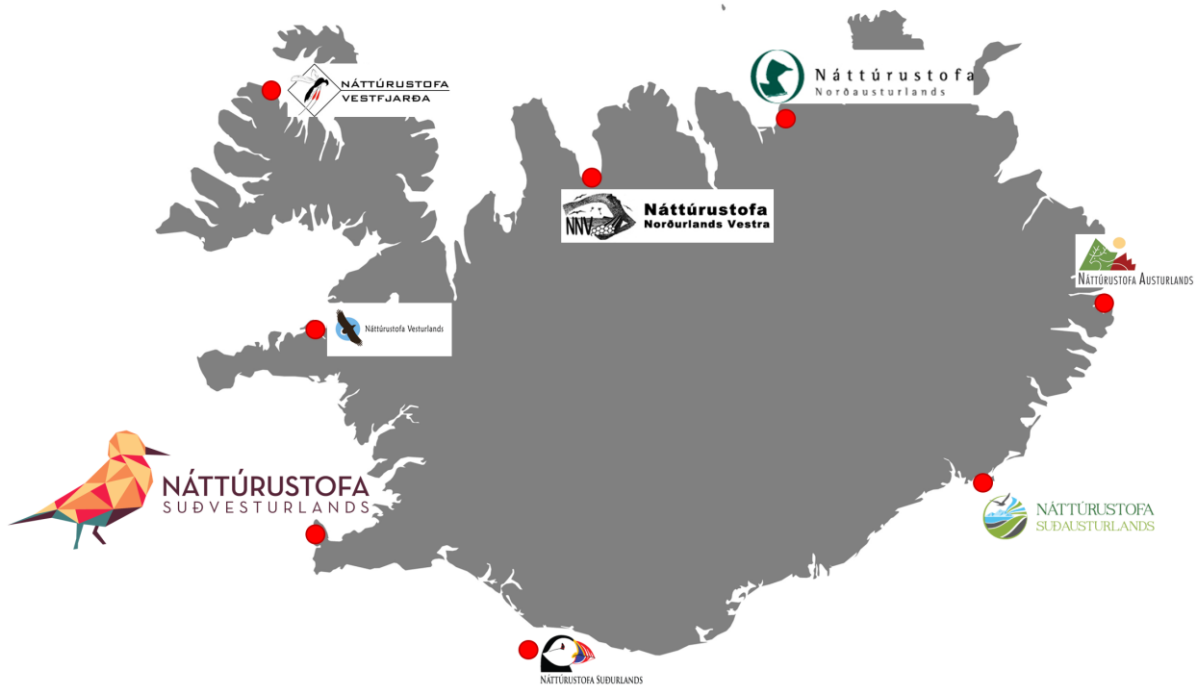 NÁTTÚRUSTOFA
VESTFJARÐA
Náttúrustofa
Norðausturlands
NNV
Náttúrustofa
Norðurlands Vestra
NÁTTÚRUSTOFA AUSTURLANDS
Náttúrustofa Vesturlands
NÁTTÚRUSTOFA
SUÐVESTURLANDS
NÁTTÚRUSTOFA
SUÐAUSTURLANDS
NÁTTÚRUSTOFA SUÐURLANDS